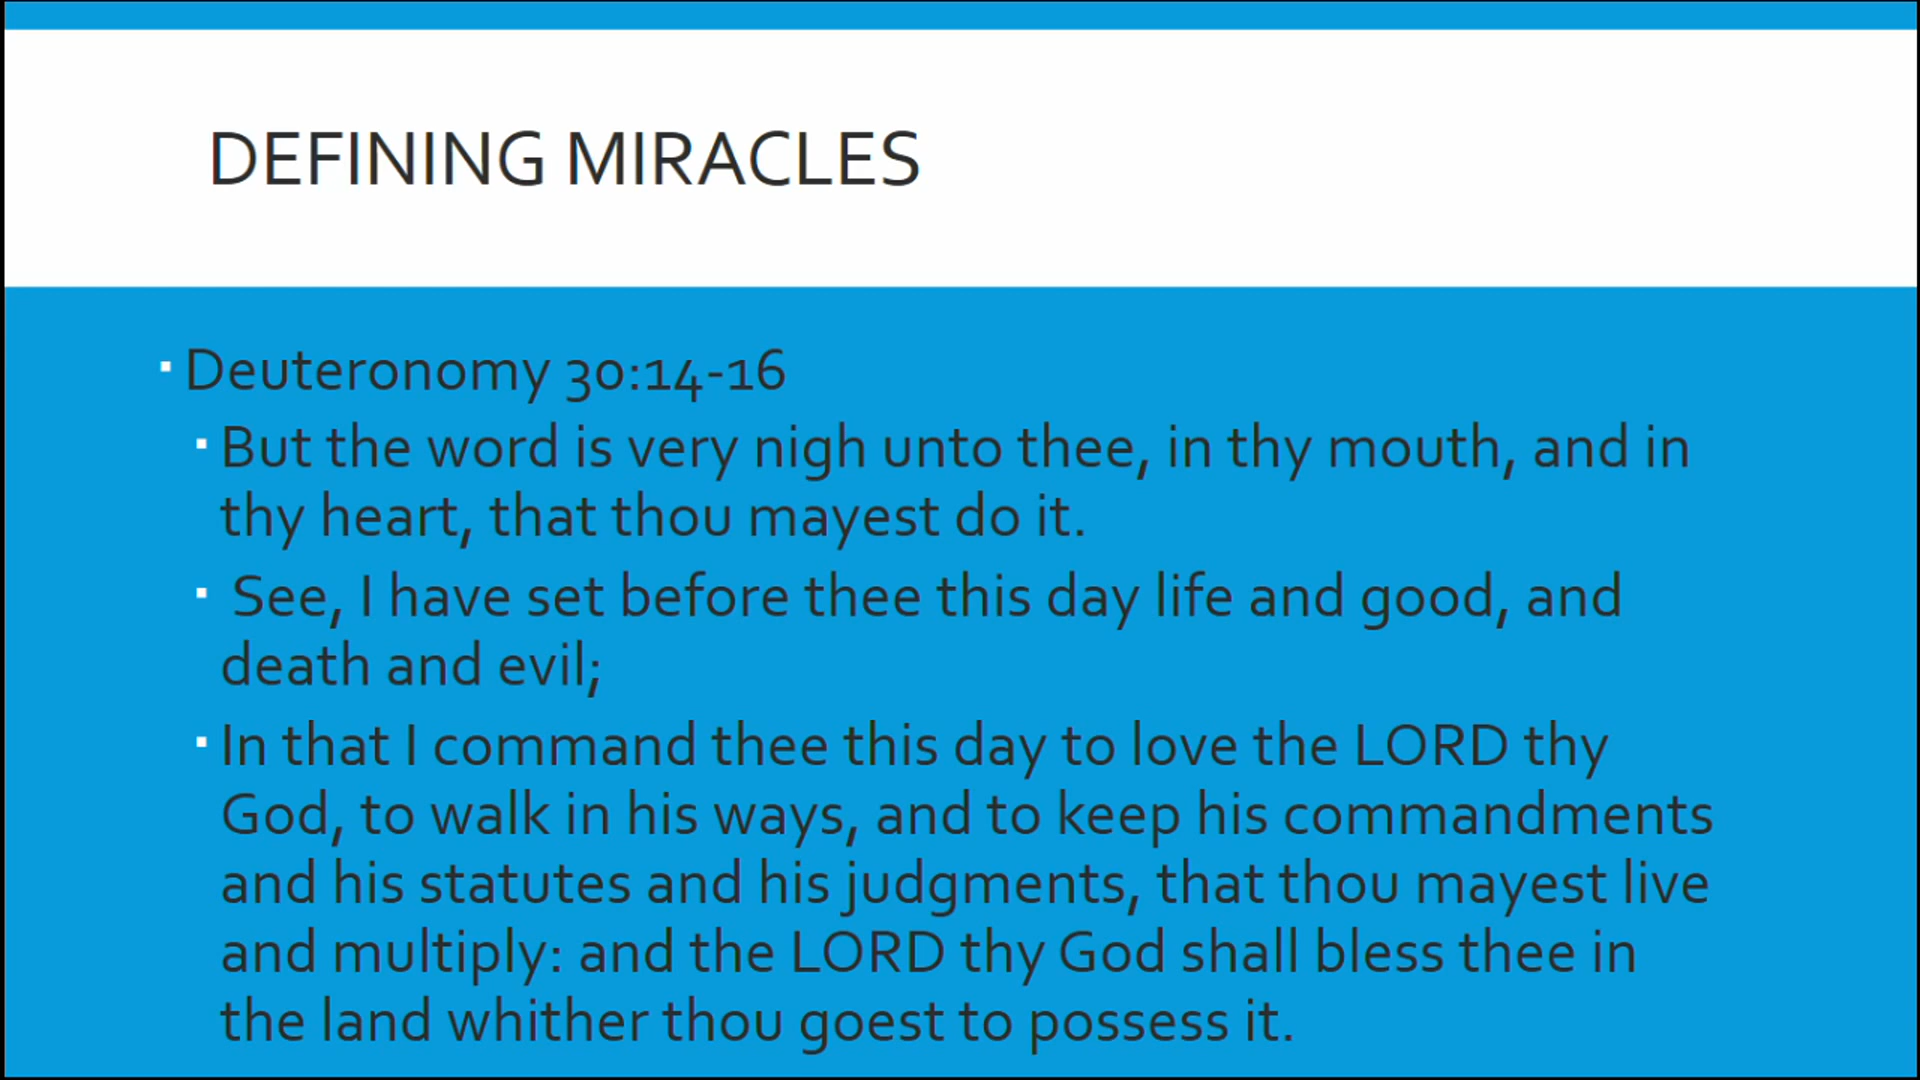 DEFINING MIRACLES
▪ Deuteronomy 30:14-16
▪ But the word is very nigh unto thee, in thy mouth, and in
thy heart, that thou mayest do it.
▪ See, I have set before thee this day life and good, and
death and evil;
▪ In that I command thee this day to love the LORD thy
God, to walk in his ways, and to keep his commandments
and his statutes and his judgments, that thou mayest live
and multiply: and the LORD thy God shall bless thee in
the land whither thou goest to possess it.